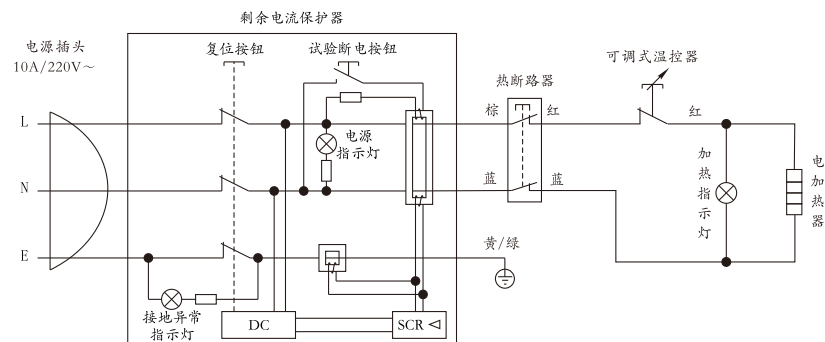 剩余电流保护器
电源插头
10A/220V～
复位按钮
试验断电按钮
热断路器
可调式温控器
L
棕
红
红
电源
指示灯
N
蓝
蓝
加热指示灯
电加热器
E
黄/绿
接地异常
指示灯
DC
SCR